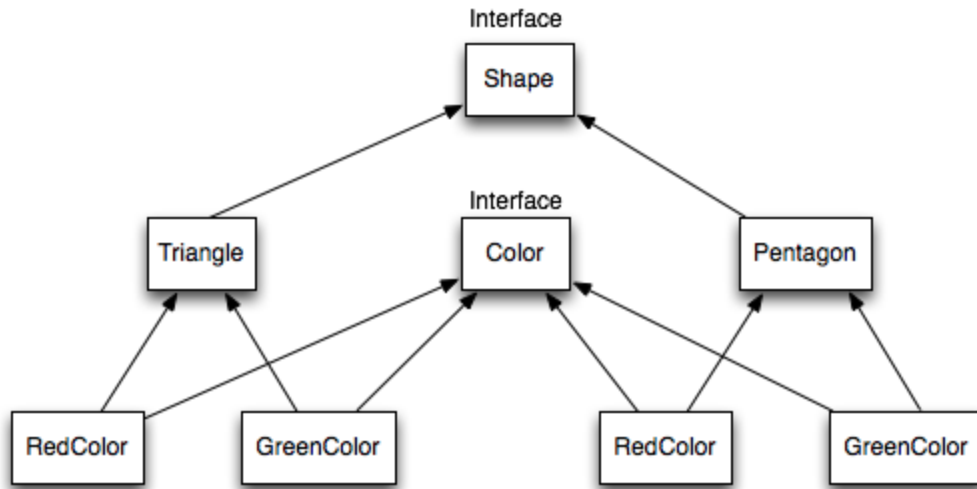 Interface
Shape
Interface
Triangle
Color
Pentagon
RedColor
GreenColor
RedColor
GreenColor